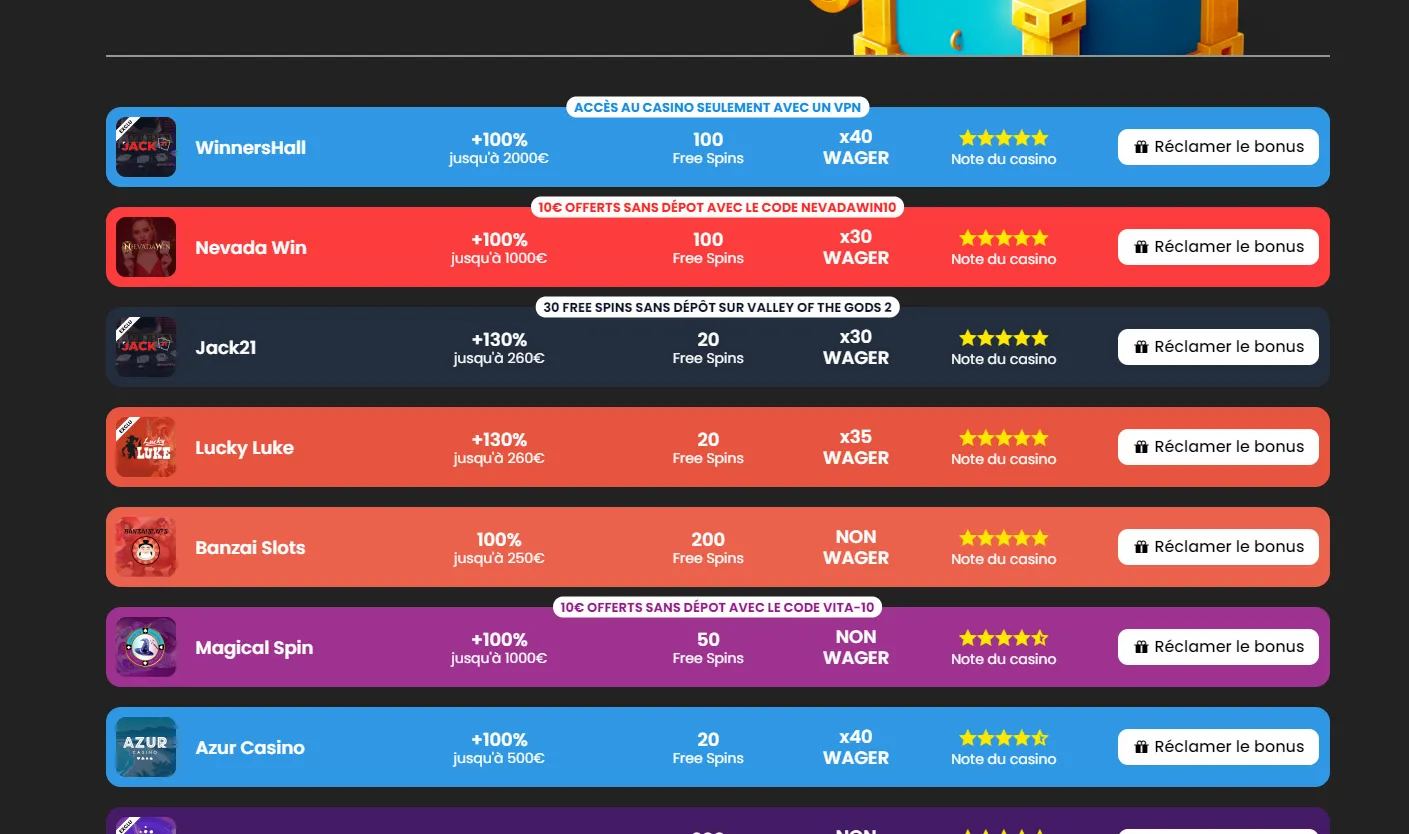 ACCÈS AU CASINO SEULEMENT AVEC UN VPN
EXCLU
JACK 21
WinnersHall
+100%
jusqu'à 2000€
100
Free Spins
x40
WAGER
Note du casino
Réclamer le bonus
10€ OFFERTS SANS DÉPOT AVEC LE CODE NEVADAWIN10
NEVADAWIN
Nevada Win
+100%
jusqu'à 1000€
100
Free Spins
x30
WAGER
Note du casino
Réclamer le bonus
30 FREE SPINS SANS DÉPÔT SUR VALLEY OF THE GODS 2
EXCLU
JACK 21
Jack21
+130%
jusqu'à 260€
20
Free Spins
x30
WAGER
Note du casino
Réclamer le bonus
EXCLU
Lucky
LUKE
Lucky Luke
+130%
jusqu'à 260€
20
Free Spins
x35
WAGER
Note du casino
Réclamer le bonus
BANZAISLOTS
Banzai Slots
100%
jusqu'à 250€
200
Free Spins
NON
WAGER
Note du casino
Réclamer le bonus
10€ OFFERTS SANS DÉPOT AVEC LE CODE VITA-10
Magical Spin
+100%
jusqu'à 1000€
50
Free Spins
NON
WAGER
Note du casino
Réclamer le bonus
AZUR
CASINO
Azur Casino
+100%
jusqu'à 500€
20
Free Spins
x40
WAGER
Note du casino
Réclamer le bonus
EXCLU
NON